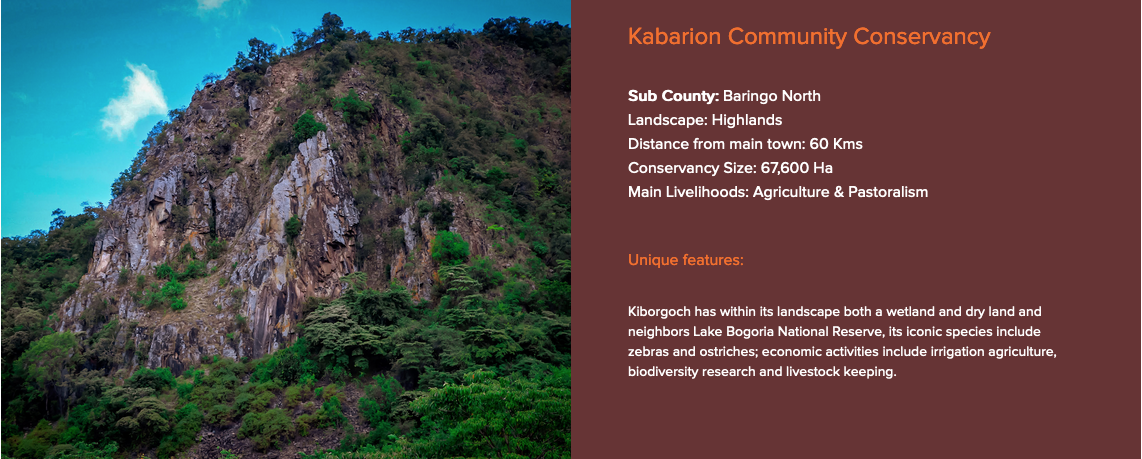 Kabarion Community Conservancy
Sub County: Baringo North
Landscape: Highlands
Distance from main town: 60 Kms
Conservancy Size: 67,600 Ha
Main Livelihoods: Agriculture & Pastoralism
Unique features:
Kiborgoch has within its landscape both a wetland and dry land and
neighbors Lake Bogoria National Reserve, its iconic species include
zebras and ostriches; economic activities include irrigation agriculture,
biodiversity research and livestock keeping.